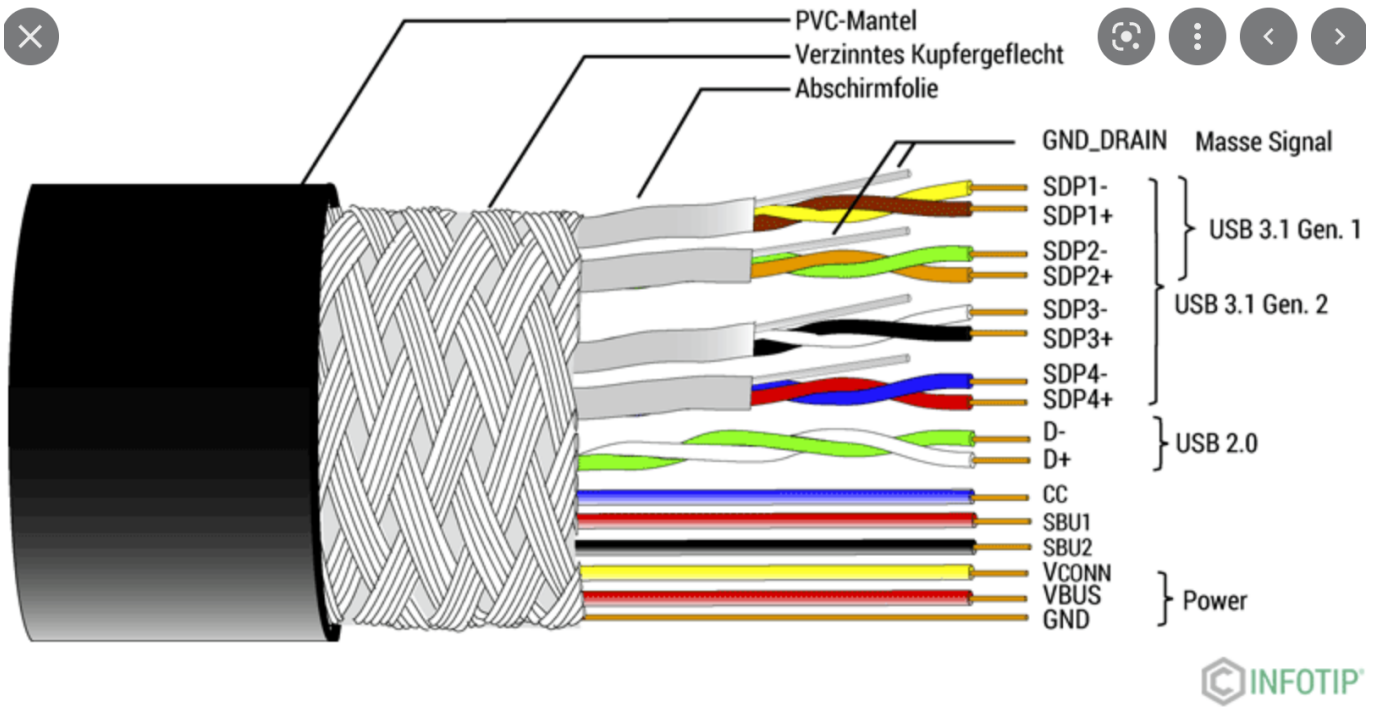 PVC-Mantel
Verzinntes Kupfergeflecht
Abschirmfolie
GND_DRAIN Masse Signal
SDP1-
SDP1+
USB 3.1 Gen. 1
SDP2-
SDP2+
USB 3.1 Gen. 2
SDP3-
SDP3+
SDP4-
SDP4+
D-
D+
USB 2.0
CC
SBU1
SBU2
VCONN
VBUS
GND
Power
C INFOTIP®